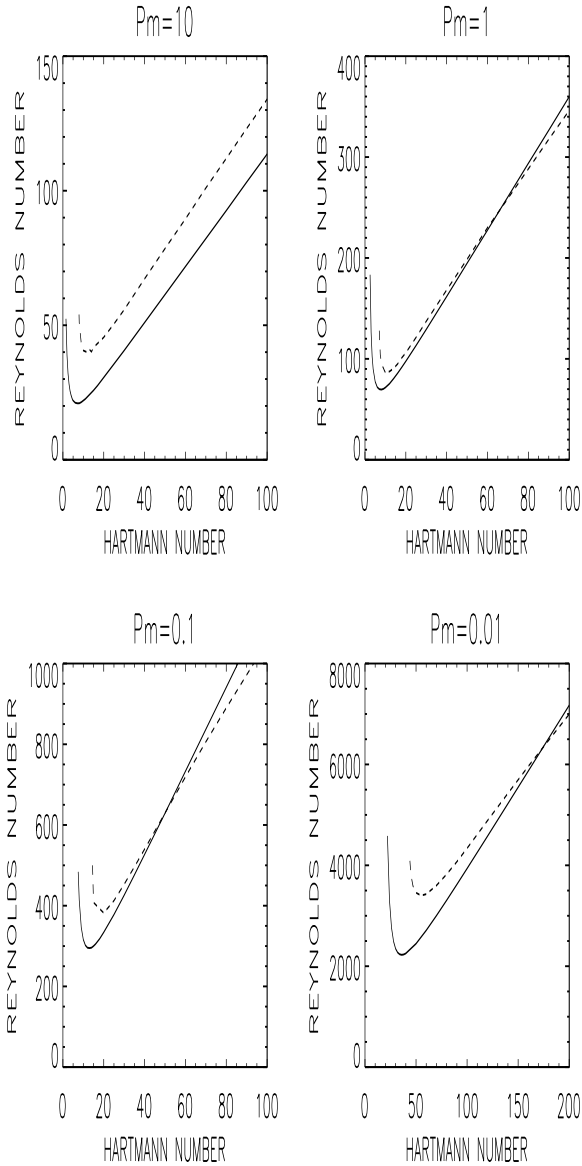 Pm=10
150
100
50
0
REYNOLDS NUMBER
0 20 40 60 80 100
HARTMANN NUMBER
Pm=1
400
300
200
100
0
REYNOLDS NUMBER
0 20 40 60 80 100
HARTMANN NUMBER
Pm=0.1
1000
800
600
400
200
0
REYNOLDS NUMBER
0 20 40 60 80 100
HARTMANN NUMBER
Pm=0.01
8000
6000
4000
2000
0
REYNOLDS NUMBER
0 50 100 150 200
HARTMANN NUMBER